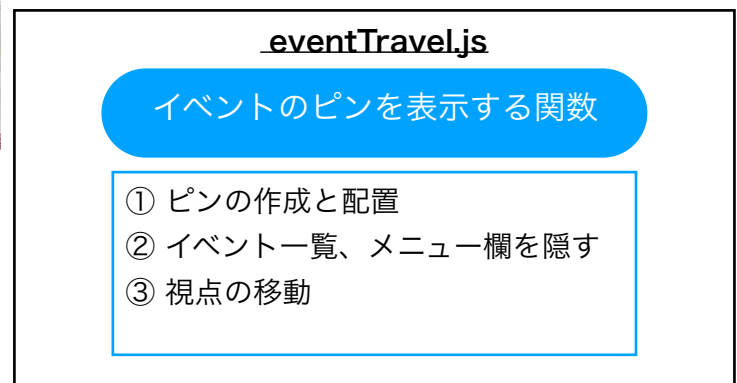 eventTravel.js
イベントのピンを表示する関数
① ピンの作成と配置
② イベント一覧、メニュー欄を隠す
③ 視点の移動